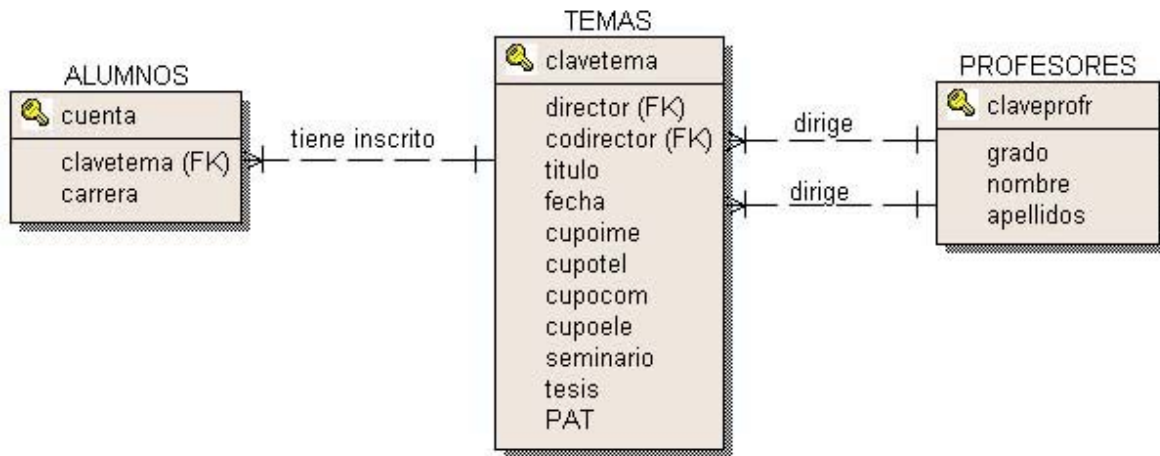 ALUMNOS
cuenta
clavetema (FK)
carrera
tiene inscrito
TEMAS
clavetema
director (FK)
codirector (FK)
titulo
fecha
cupoime
cupotel
cupocom
cupoele
seminario
tesis
PAT
dirige
dirige
PROFESORES
claveprofr
grado
nombre
apellidos